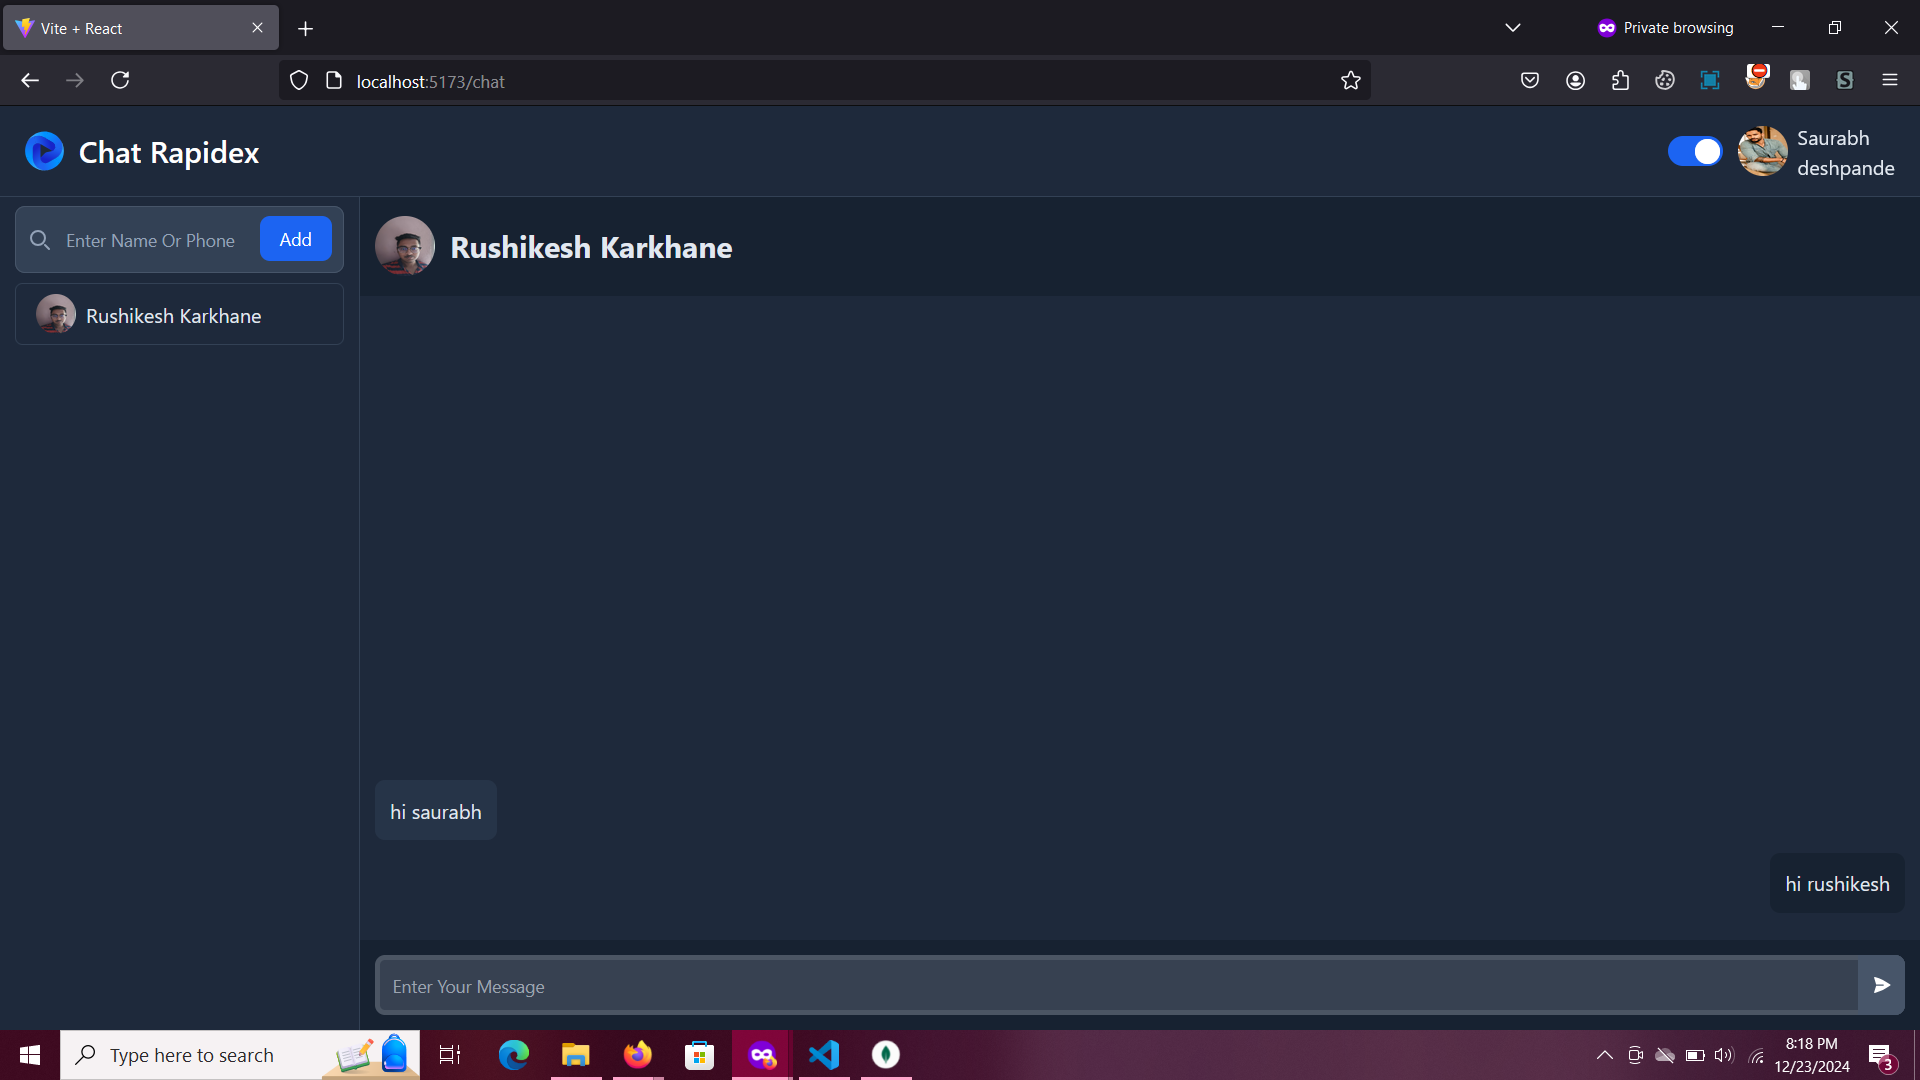 Vite + React
Private browsing
localhost:5173/chat
Chat Rapidex
Saurabh
deshpande
Enter Name Or Phone
Add
Rushikesh Karkhane
Rushikesh Karkhane
hi saurabh
hi rushikesh
Enter Your Message
Type here to search
8:18 PM
12/23/2024
3